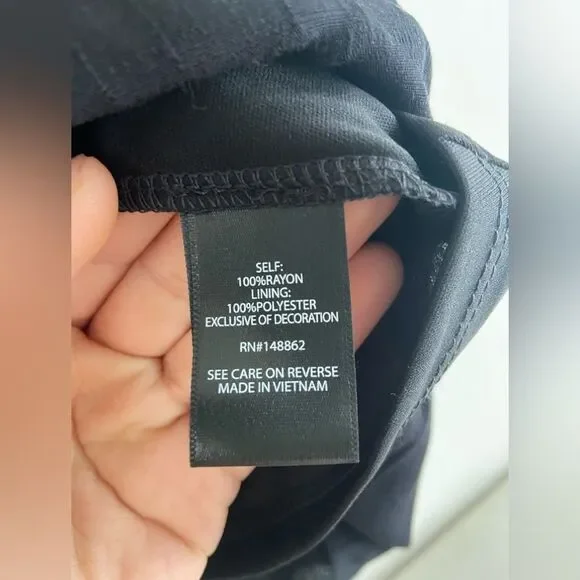 SELF:
100%RAYON
LINING:
100%POLYESTER
EXCLUSIVE OF DECORATION
RN#148862
SEE CARE ON REVERSE
MADE IN VIETNAM